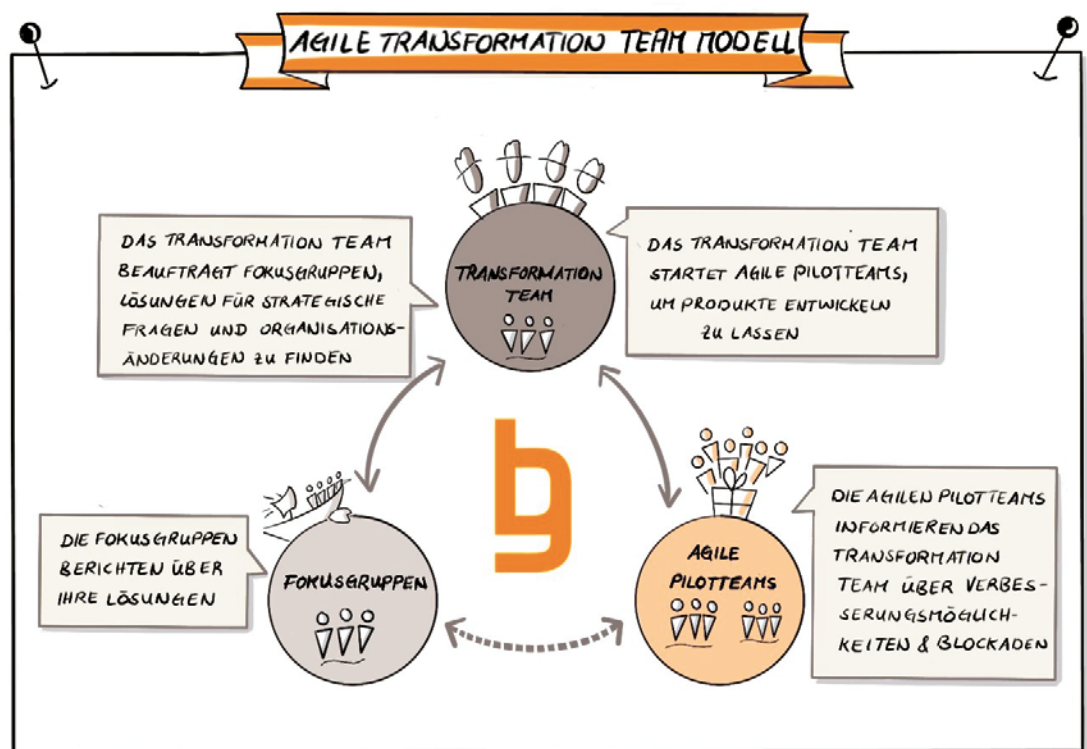 AGILE TRANSFORMATION TEAM MODELL
DAS TRANSFORMATION TEAM
BEAUFTRAGT FOKUSGRUPPEN,
LÖSUNGEN FÜR STRATEGISCHE
FRAGEN UND ORGANISATIONS-
ÄNDERUNGEN ZU FINDEN
TRANSFORMATION
TEAM
DAS TRANSFORMATION TEAM
STARTET AGILE PILOTTEAMS,
UM PRODUKTE ENTWICKELN
ZU LASSEN
DIE FOKUSGRUPPEN
BERICHTEN ÜBER
IHRE LÖSUNGEN
FOKUSGRUPPEN
AGILE
PILOTTEAMS
DIE AGILEN PILOTTEAMS
INFORMIEREN DAS
TRANSFORMATION
TEAM ÜBER VERBES-
SERUNGSMÖGLICH-
KEITEN & BLOCKADEN